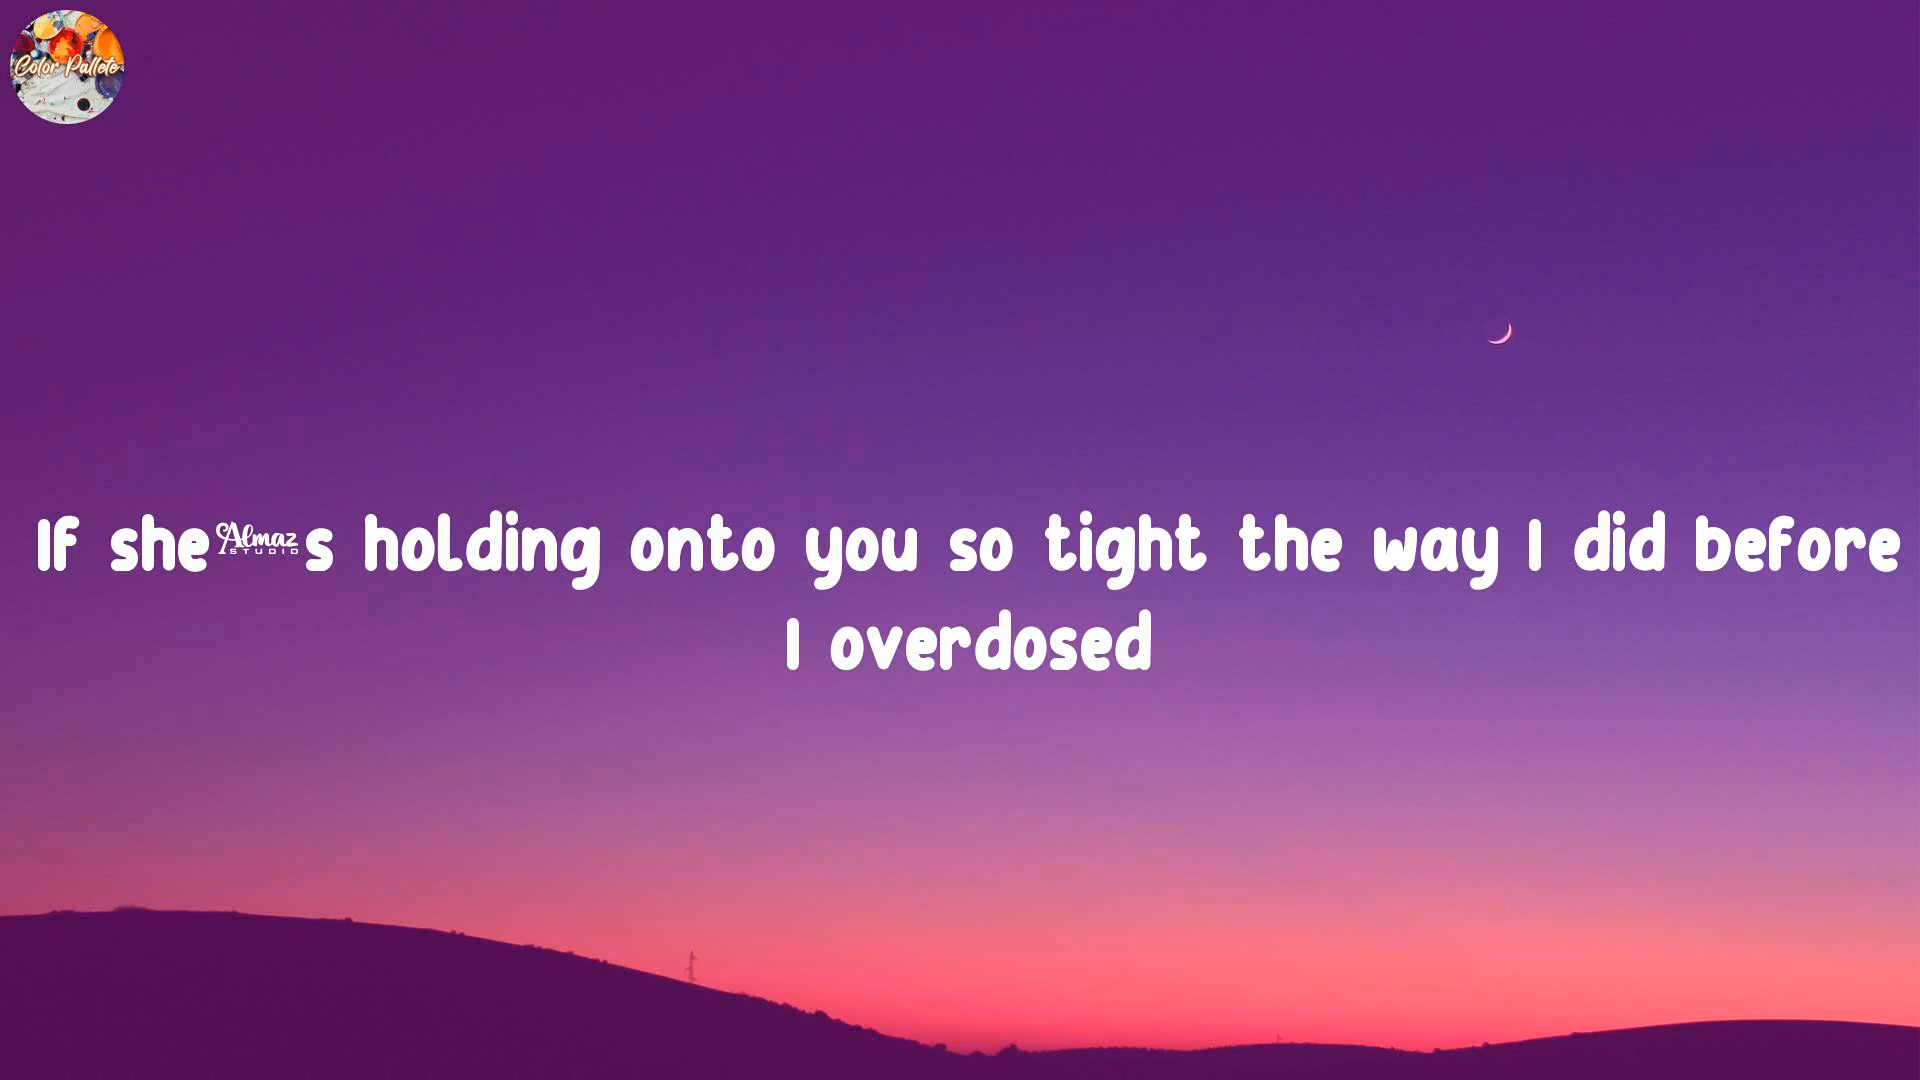 Color Pallete
If she Almaz STUDIO s holding onto you so tight the way I did before
I overdosed